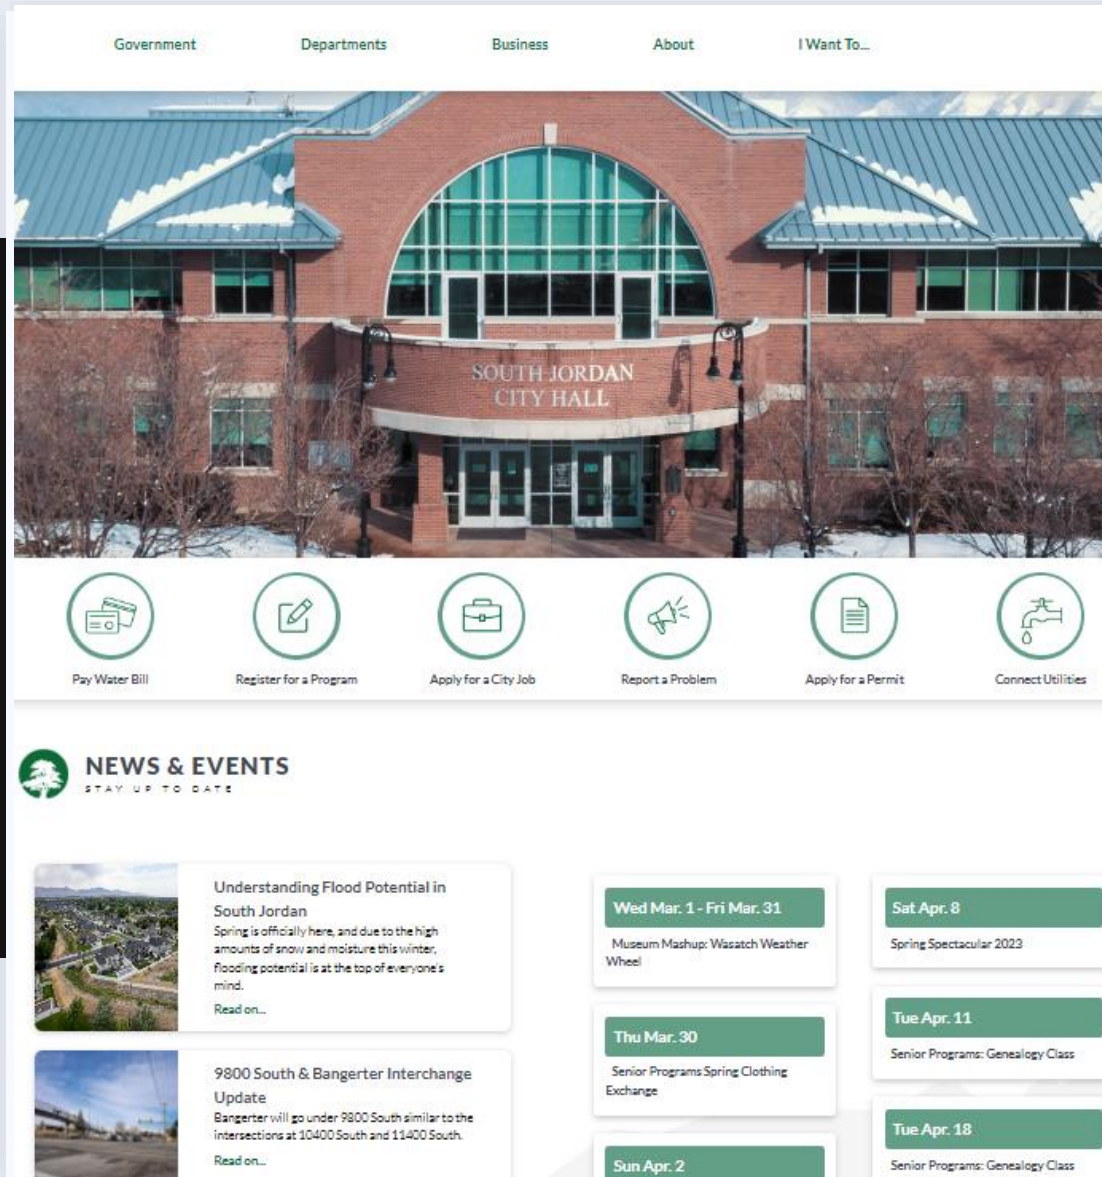 Government Departments Business About I Want To...
SOUTH JORDAN
CITY HALL
Pay Water Bill Register for a Program Apply for a City Job Report a Problem Apply for a Permit Connect Utilities
NEWS & EVENTS
STAY UP TO DATE
Understanding Flood Potential in
South Jordan
Spring is officially here, and due to the high
amounts of snow and moisture this winter,
flooding potential is at the top of everyone's
mind.
Read on...
9800 South & Bangerter Interchange
Update
Bangerter will go under 9800 South similar to the
intersections at 10400 South and 11400 South.
Read on...
Wed Mar. 1 - Fri Mar. 31
Museum Mashup: Wasatch Weather
Wheel
Thu Mar. 30
Senior Programs Spring Clothing
Exchange
Sun Apr. 2
Sat Apr. 8
Spring Spectacular 2023
Tue Apr. 11
Senior Programs: Genealogy Class
Tue Apr. 18
Senior Programs: Genealogy Class